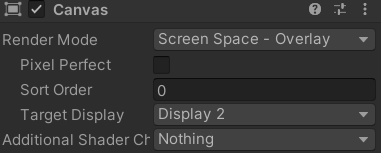 Canvas
Render Mode Screen Space - Overlay
Pixel Perfect
Sort Order 0
Target Display Display 2
Additional Shader Ch Nothing